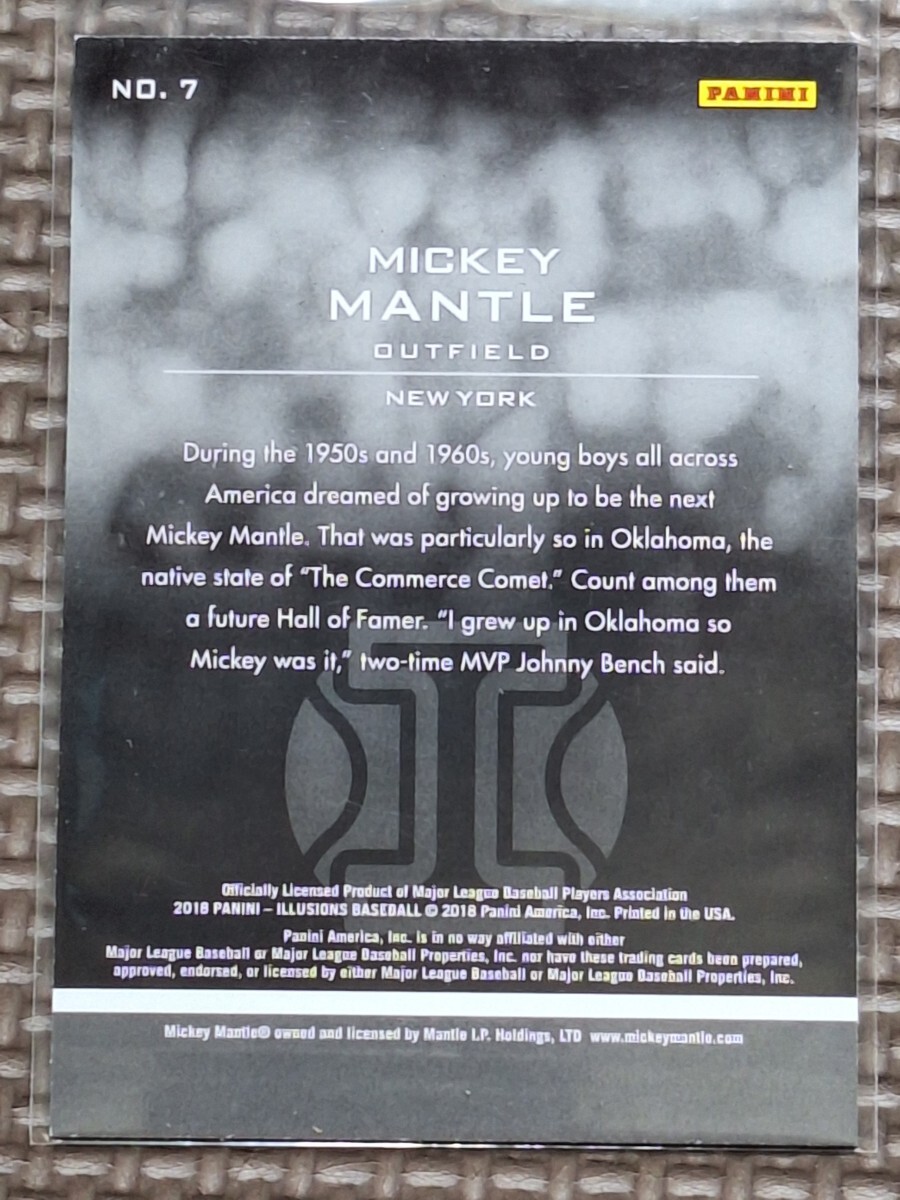 NO. 7
PANINI
MICKEY
MANTLE
OUTFIELD
NEW YORK
During the 1950s and 1960s, young boys all across
America dreamed of growing up to be the next
Mickey Mantle. That was particularly so in Oklahoma, the
native state of “The Commerce Comet.” Count among them
a future Hall of Famer. “I grew up in Oklahoma so
Mickey was it,” two-time MVP Johnny Bench said.
Officially Licensed Product of Major League Baseball Players Association
2018 PANINI – ILLUSIONS BASEBALL © 2018 Panini America, Inc. Printed in the USA.
Panini America, Inc. is in no way affiliated with either
Major League Baseball or Major League Baseball Properties, Inc. nor have these trading cards been prepared,
approved, endorsed, or licensed by either Major League Baseball or Major League Baseball Properties, Inc.
Mickey Mantle® owned and licensed by Mantle I.P. Holdings, LTD www.mickeymantle.com